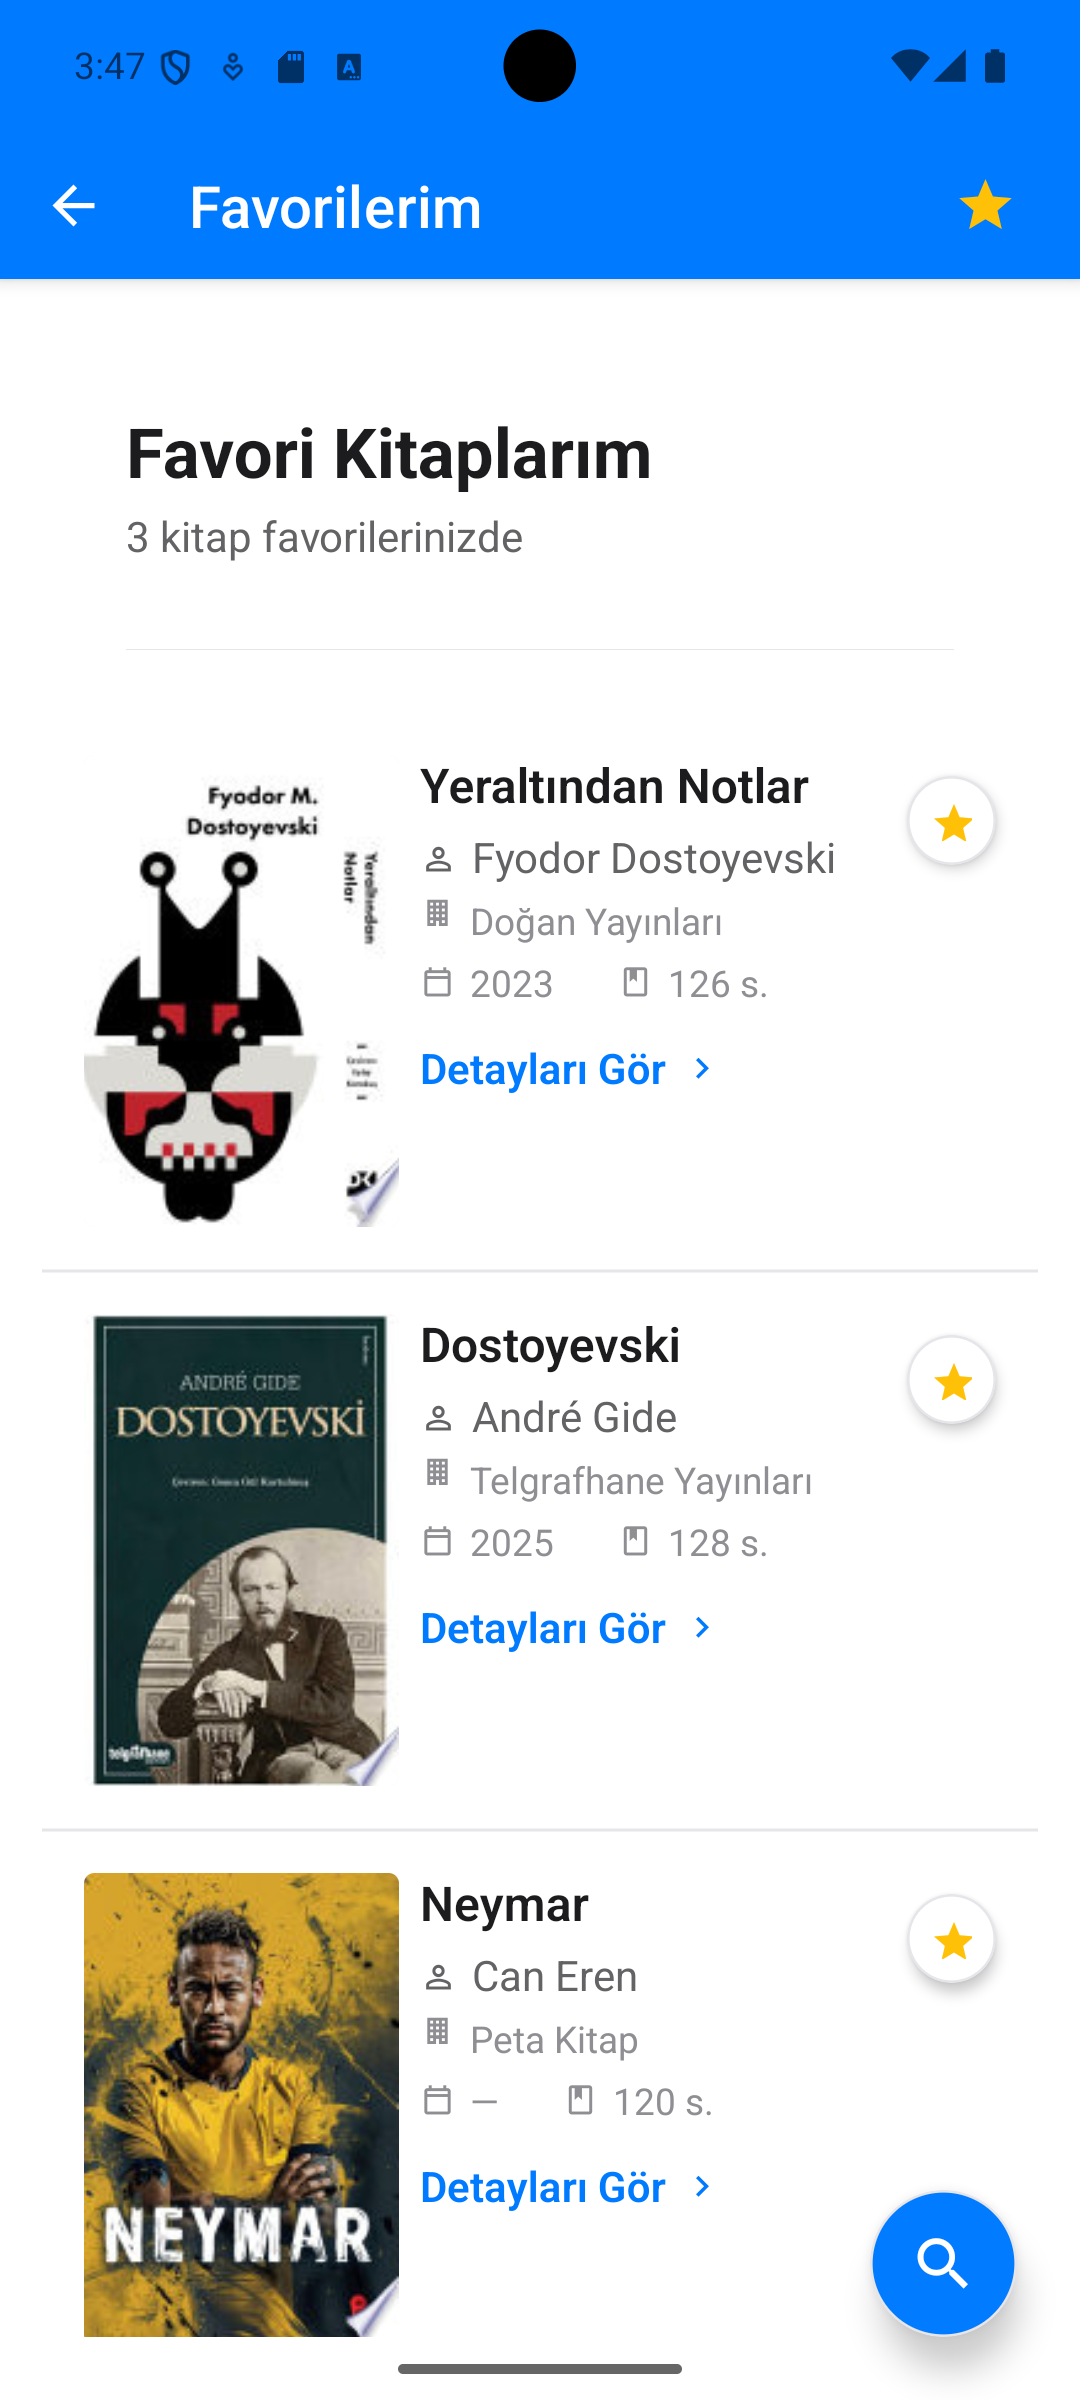 3:47
Favorilerim
Favori Kitaplarım
3 kitap favorilerinizde
Fyodor M.
Dostoyevski
Yeraltından
Notlar
Yeraltından Notlar
Fyodor Dostoyevski
Doğan Yayınları
2023
126 s.
Detayları Gör
ANDRÉ GIDE
DOSTOYEVSKİ
telgrafhane
Dostoyevski
André Gide
Telgrafhane Yayınları
2025
128 s.
Detayları Gör
NEYMAR
Neymar
Can Eren
Peta Kitap
—
120 s.
Detayları Gör